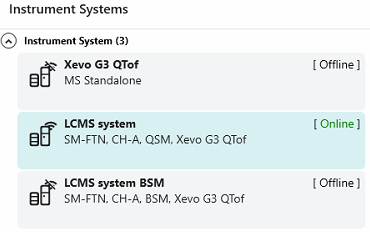 Instrument Systems
Instrument System (3)
Xevo G3 QTof [ Offline ]
MS Standalone
LCMS system [ Online ]
SM-FTN, CH-A, QSM, Xevo G3 QTof
LCMS system BSM [ Offline ]
SM-FTN, CH-A, BSM, Xevo G3 QTof